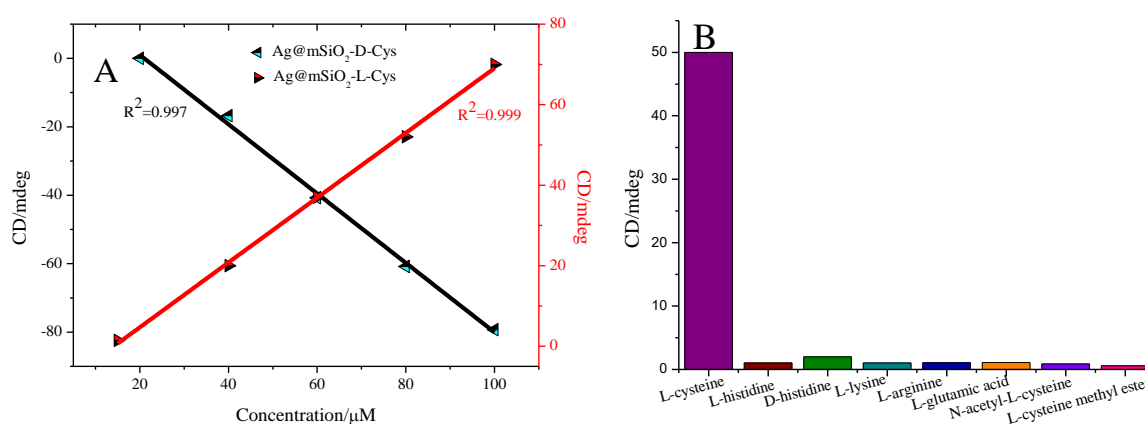 A
Ag@mSiO2-D-Cys
Ag@mSiO2-L-Cys
R2=0.997
R2=0.999
0
-20
-40
-60
-80
CD/mdeg
80
60
40
20
0
CD/mdeg
20 40 60 80 100
Concentration/μM
B
50
40
30
20
10
0
CD/mdeg
L-cysteine
L-histidine
D-histidine
L-lysine
L-arginine
L-glutamic acid
N-acetyl-L-cysteine
L-cysteine methyl este